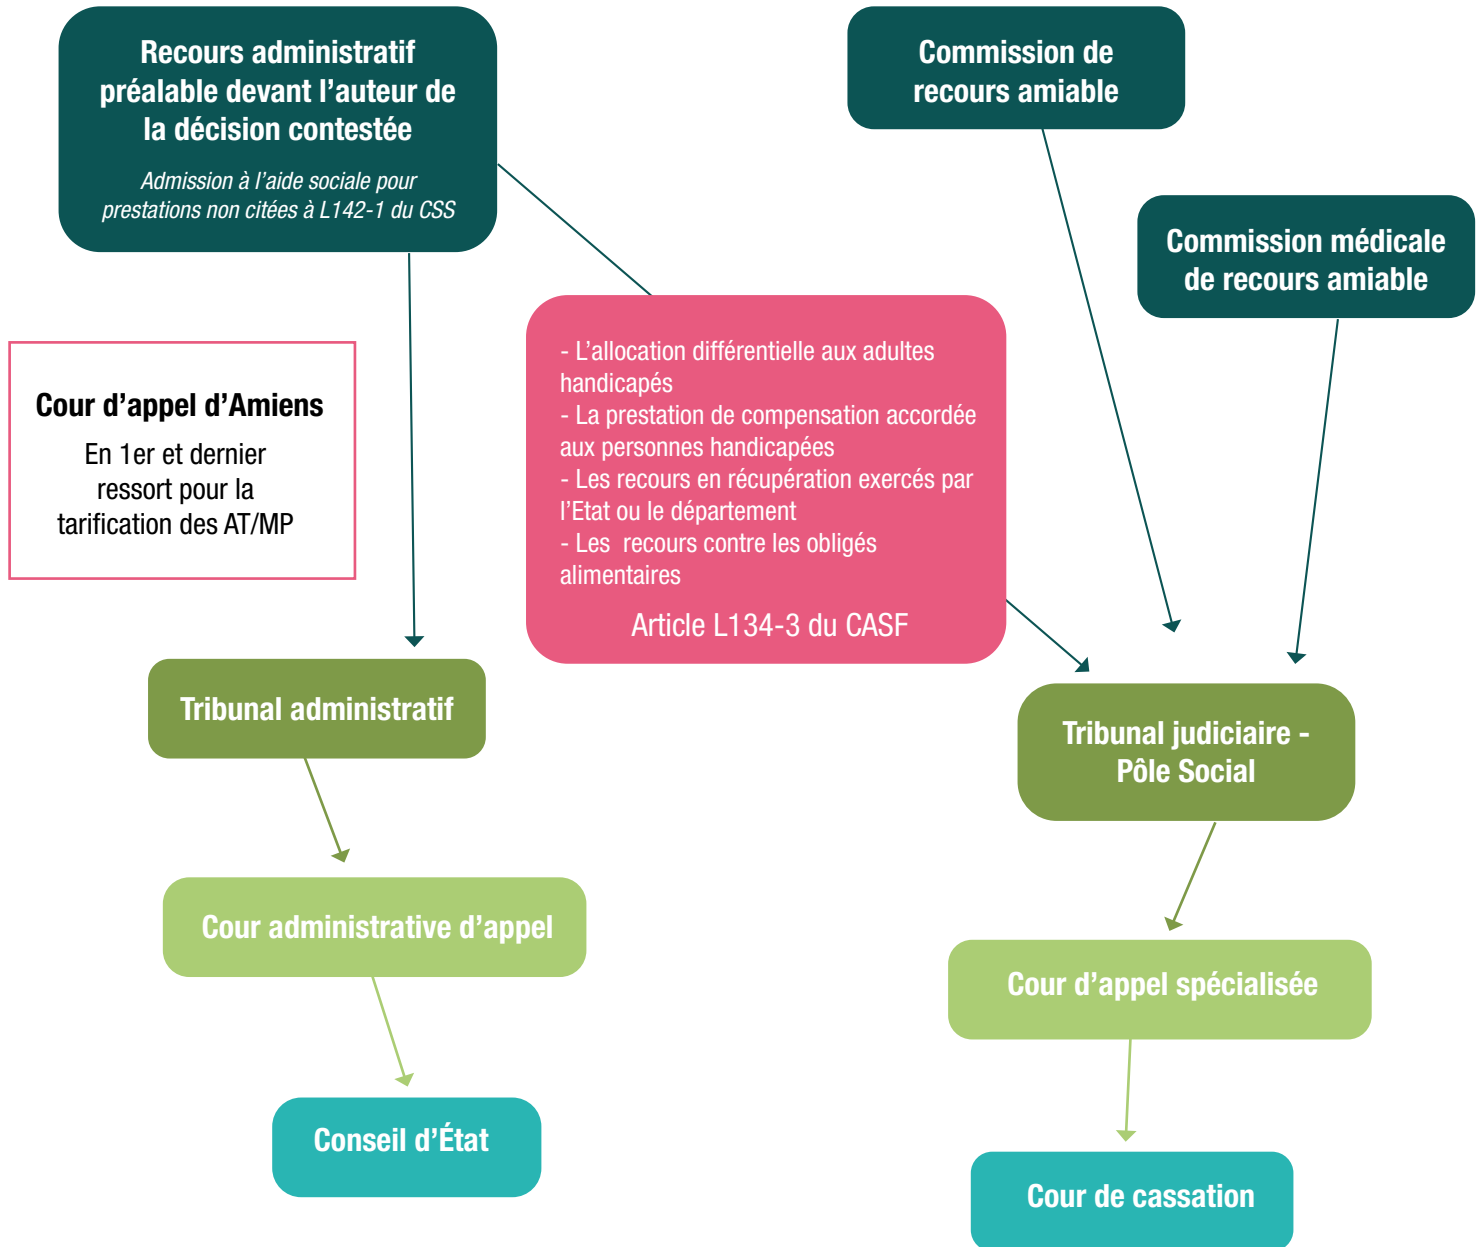 Recours administratif
préalable devant l’auteur de
la décision contestée
Admission à l’aide sociale pour
prestations non citées à L142-1 du CSS
Commission de
recours amiable
Commission médicale
de recours amiable
Cour d’appel d’Amiens
En 1er et dernier
ressort pour la
tarification des AT/MP
- L’allocation différentielle aux adultes
handicapés
- La prestation de compensation accordée
aux personnes handicapées
- Les recours en récupération exercés par
l’Etat ou le département
- Les  recours contre les obligés
alimentaires
Article L134-3 du CASF
Tribunal administratif
Tribunal judiciaire -
Pôle Social
Cour administrative d’appel
Cour d’appel spécialisée
Conseil d’État
Cour de cassation